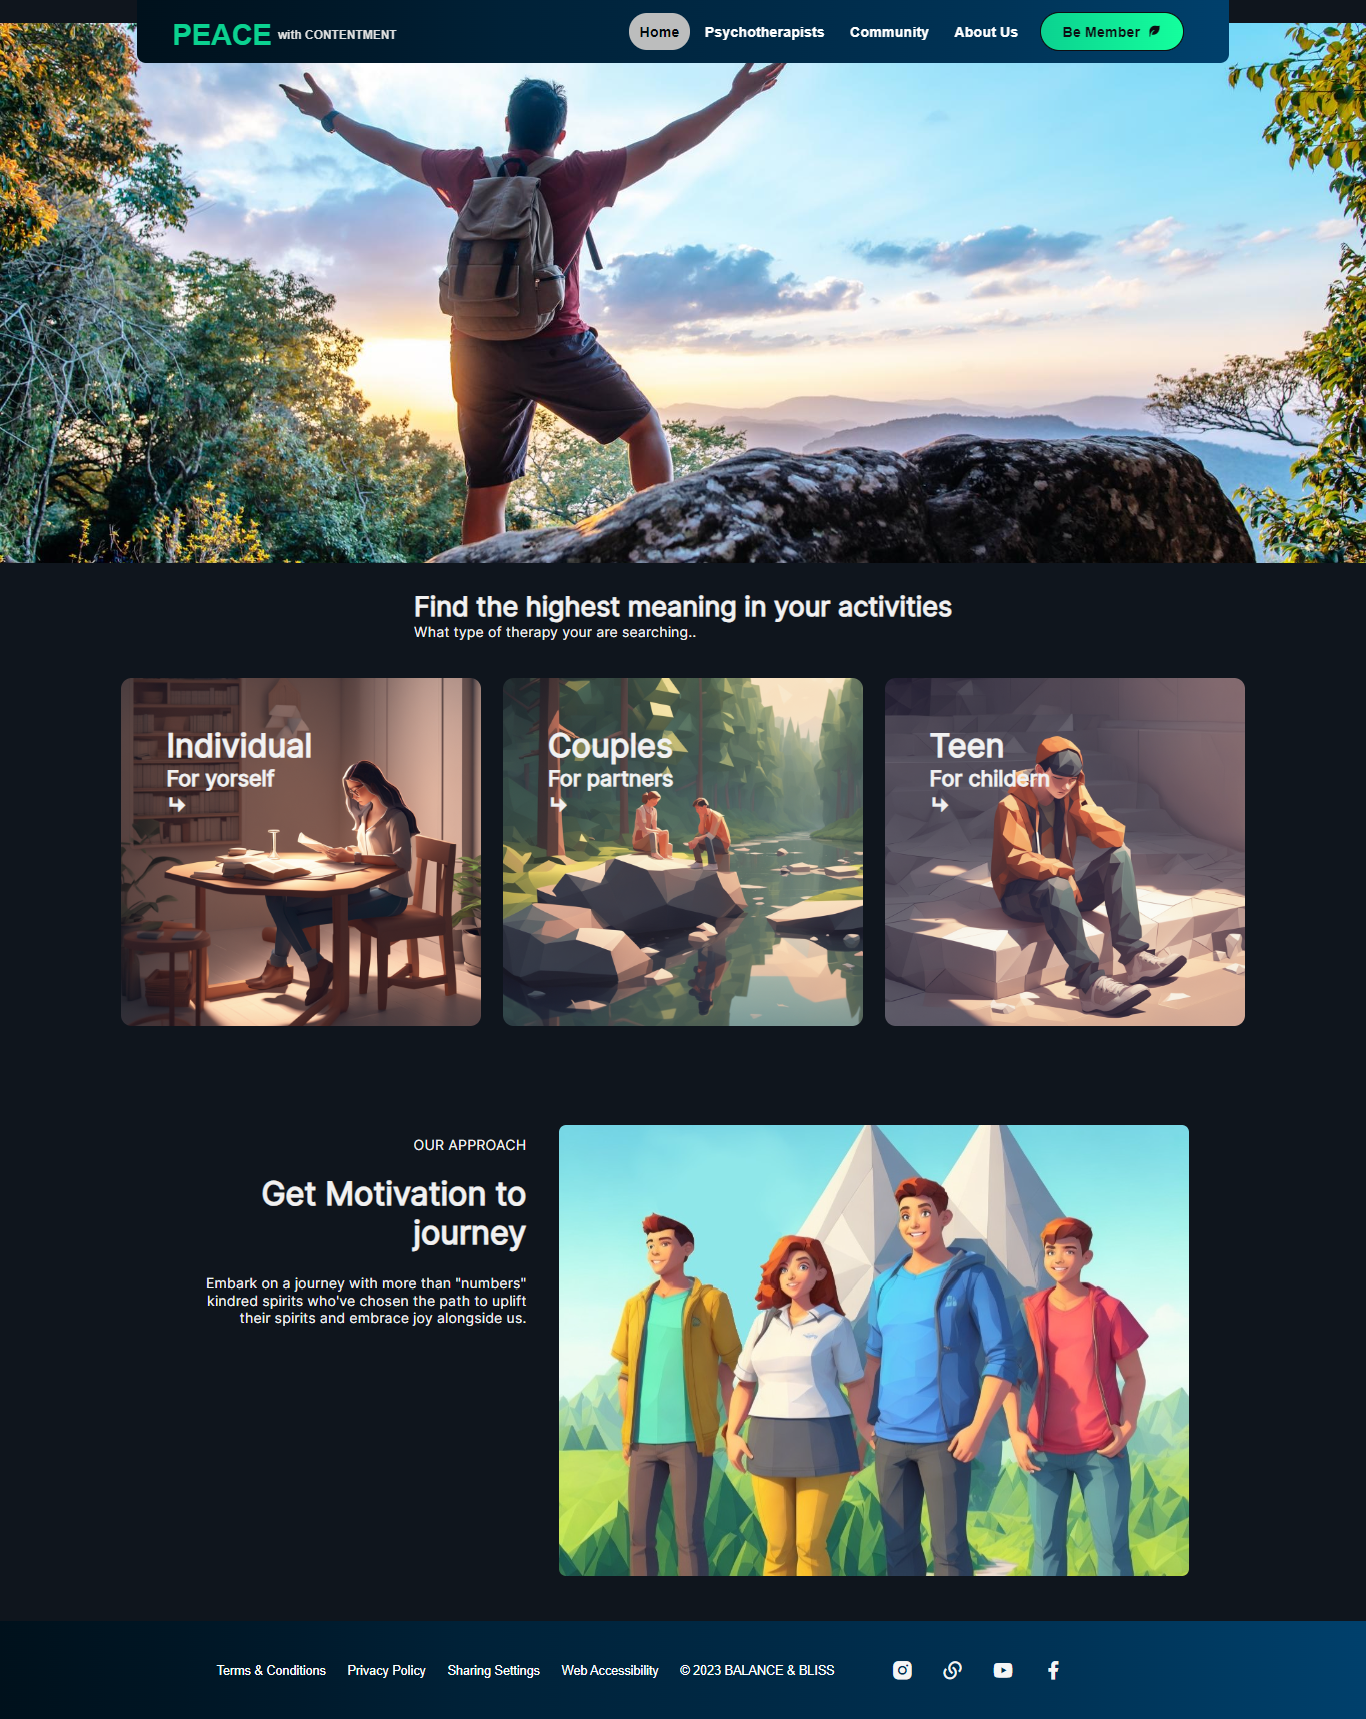 PEACE with CONTENTMENT
Home
Psychotherapists
Community
About Us
Be Member
Find the highest meaning in your activities
What type of therapy your are searching..
Individual
For yorself
Couples
For partners
Teen
For childern
OUR APPROACH
Get Motivation to
journey
Embark on a journey with more than "numbers"
kindred spirits who've chosen the path to uplift
their spirits and embrace joy alongside us.
Terms & Conditions
Privacy Policy
Sharing Settings
Web Accessibility
© 2023 BALANCE & BLISS